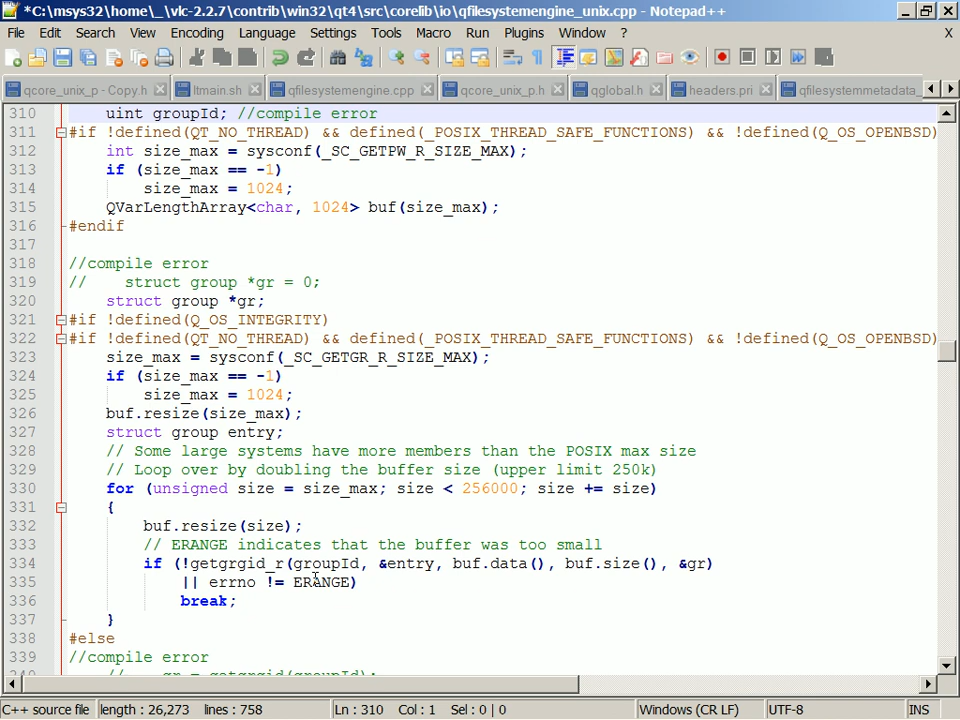 *C:\msys32\home\_\vlc-2.2.7\contrib\win32\qt4\src\corelib\io\qfilesystemengine_unix.cpp - Notepad++
File Edit Search View Encoding Language Settings Tools Macro Run Plugins Window ? X
qcore_unix_p - Copy.h ltmain.sh qfilesystemengine.cpp qcore_unix_p.h qglobal.h headers.pri qfilesystemmetadata_
310 uint groupId; //compile error
311 #if !defined(QT_NO_THREAD) && defined(_POSIX_THREAD_SAFE_FUNCTIONS) && !defined(Q_OS_OPENBSD)
312 int size_max = sysconf(_SC_GETPW_R_SIZE_MAX);
313 if (size_max == -1)
314 size_max = 1024;
315 QVarLengthArray<char, 1024> buf(size_max);
316 #endif
317
318 //compile error
319 // struct group *gr = 0;
320 struct group *gr;
321 #if !defined(Q_OS_INTEGRITY)
322 #if !defined(QT_NO_THREAD) && defined(_POSIX_THREAD_SAFE_FUNCTIONS) && !defined(Q_OS_OPENBSD)
323 size_max = sysconf(_SC_GETGR_R_SIZE_MAX);
324 if (size_max == -1)
325 size_max = 1024;
326 buf.resize(size_max);
327 struct group entry;
328 // Some large systems have more members than the POSIX max size
329 // Loop over by doubling the buffer size (upper limit 250k)
330 for (unsigned size = size_max; size < 256000; size += size)
331 {
332 buf.resize(size);
333 // ERANGE indicates that the buffer was too small
334 if (!getgrgid_r(groupId, &entry, buf.data(), buf.size(), &gr)
335 || errno != ERANGE)
336 break;
337 }
338 #else
339 //compile error
340 // gr = getgrgid(groupId);
C++ source file length : 26,273 lines : 758 Ln : 310 Col : 1 Sel : 0 | 0 Windows (CR LF) UTF-8 INS